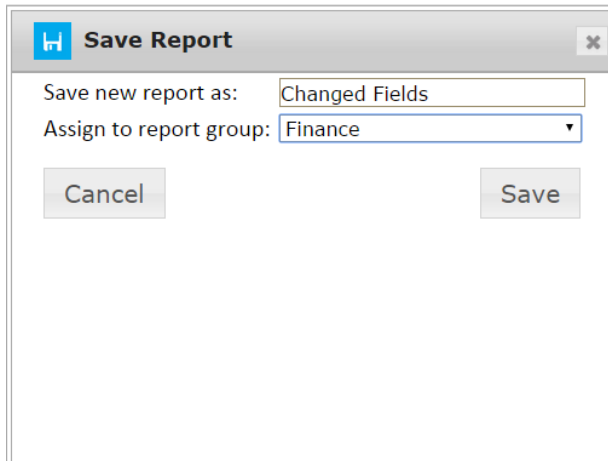 Save Report
Save new report as: Changed Fields
Assign to report group: Finance
Cancel Save